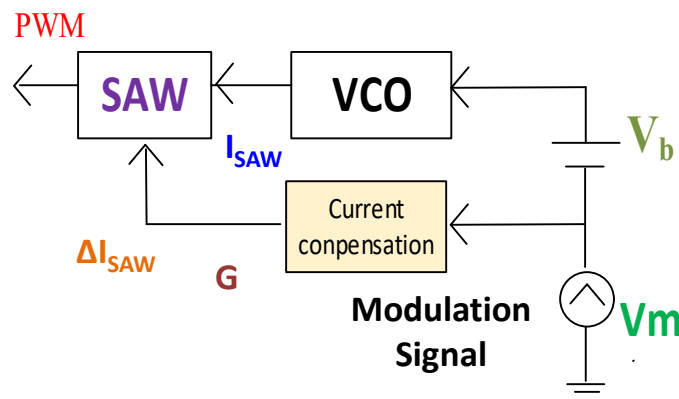 PWM
SAW
VCO
I_SAW
V_b
Current
conpensation
ΔI_SAW
G
Modulation
Signal
Vm